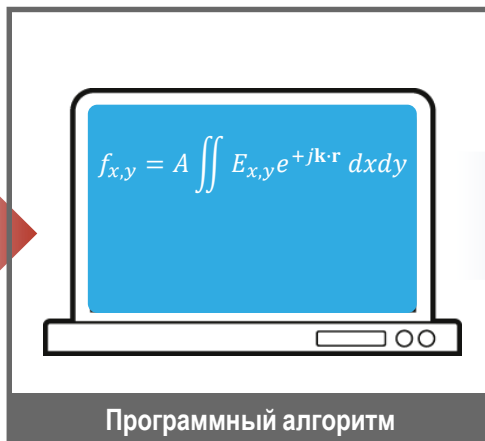 f_{x,y} = A ∬ E_{x,y}e^{+j𝐤·𝐫} dxdy
Программный алгоритм